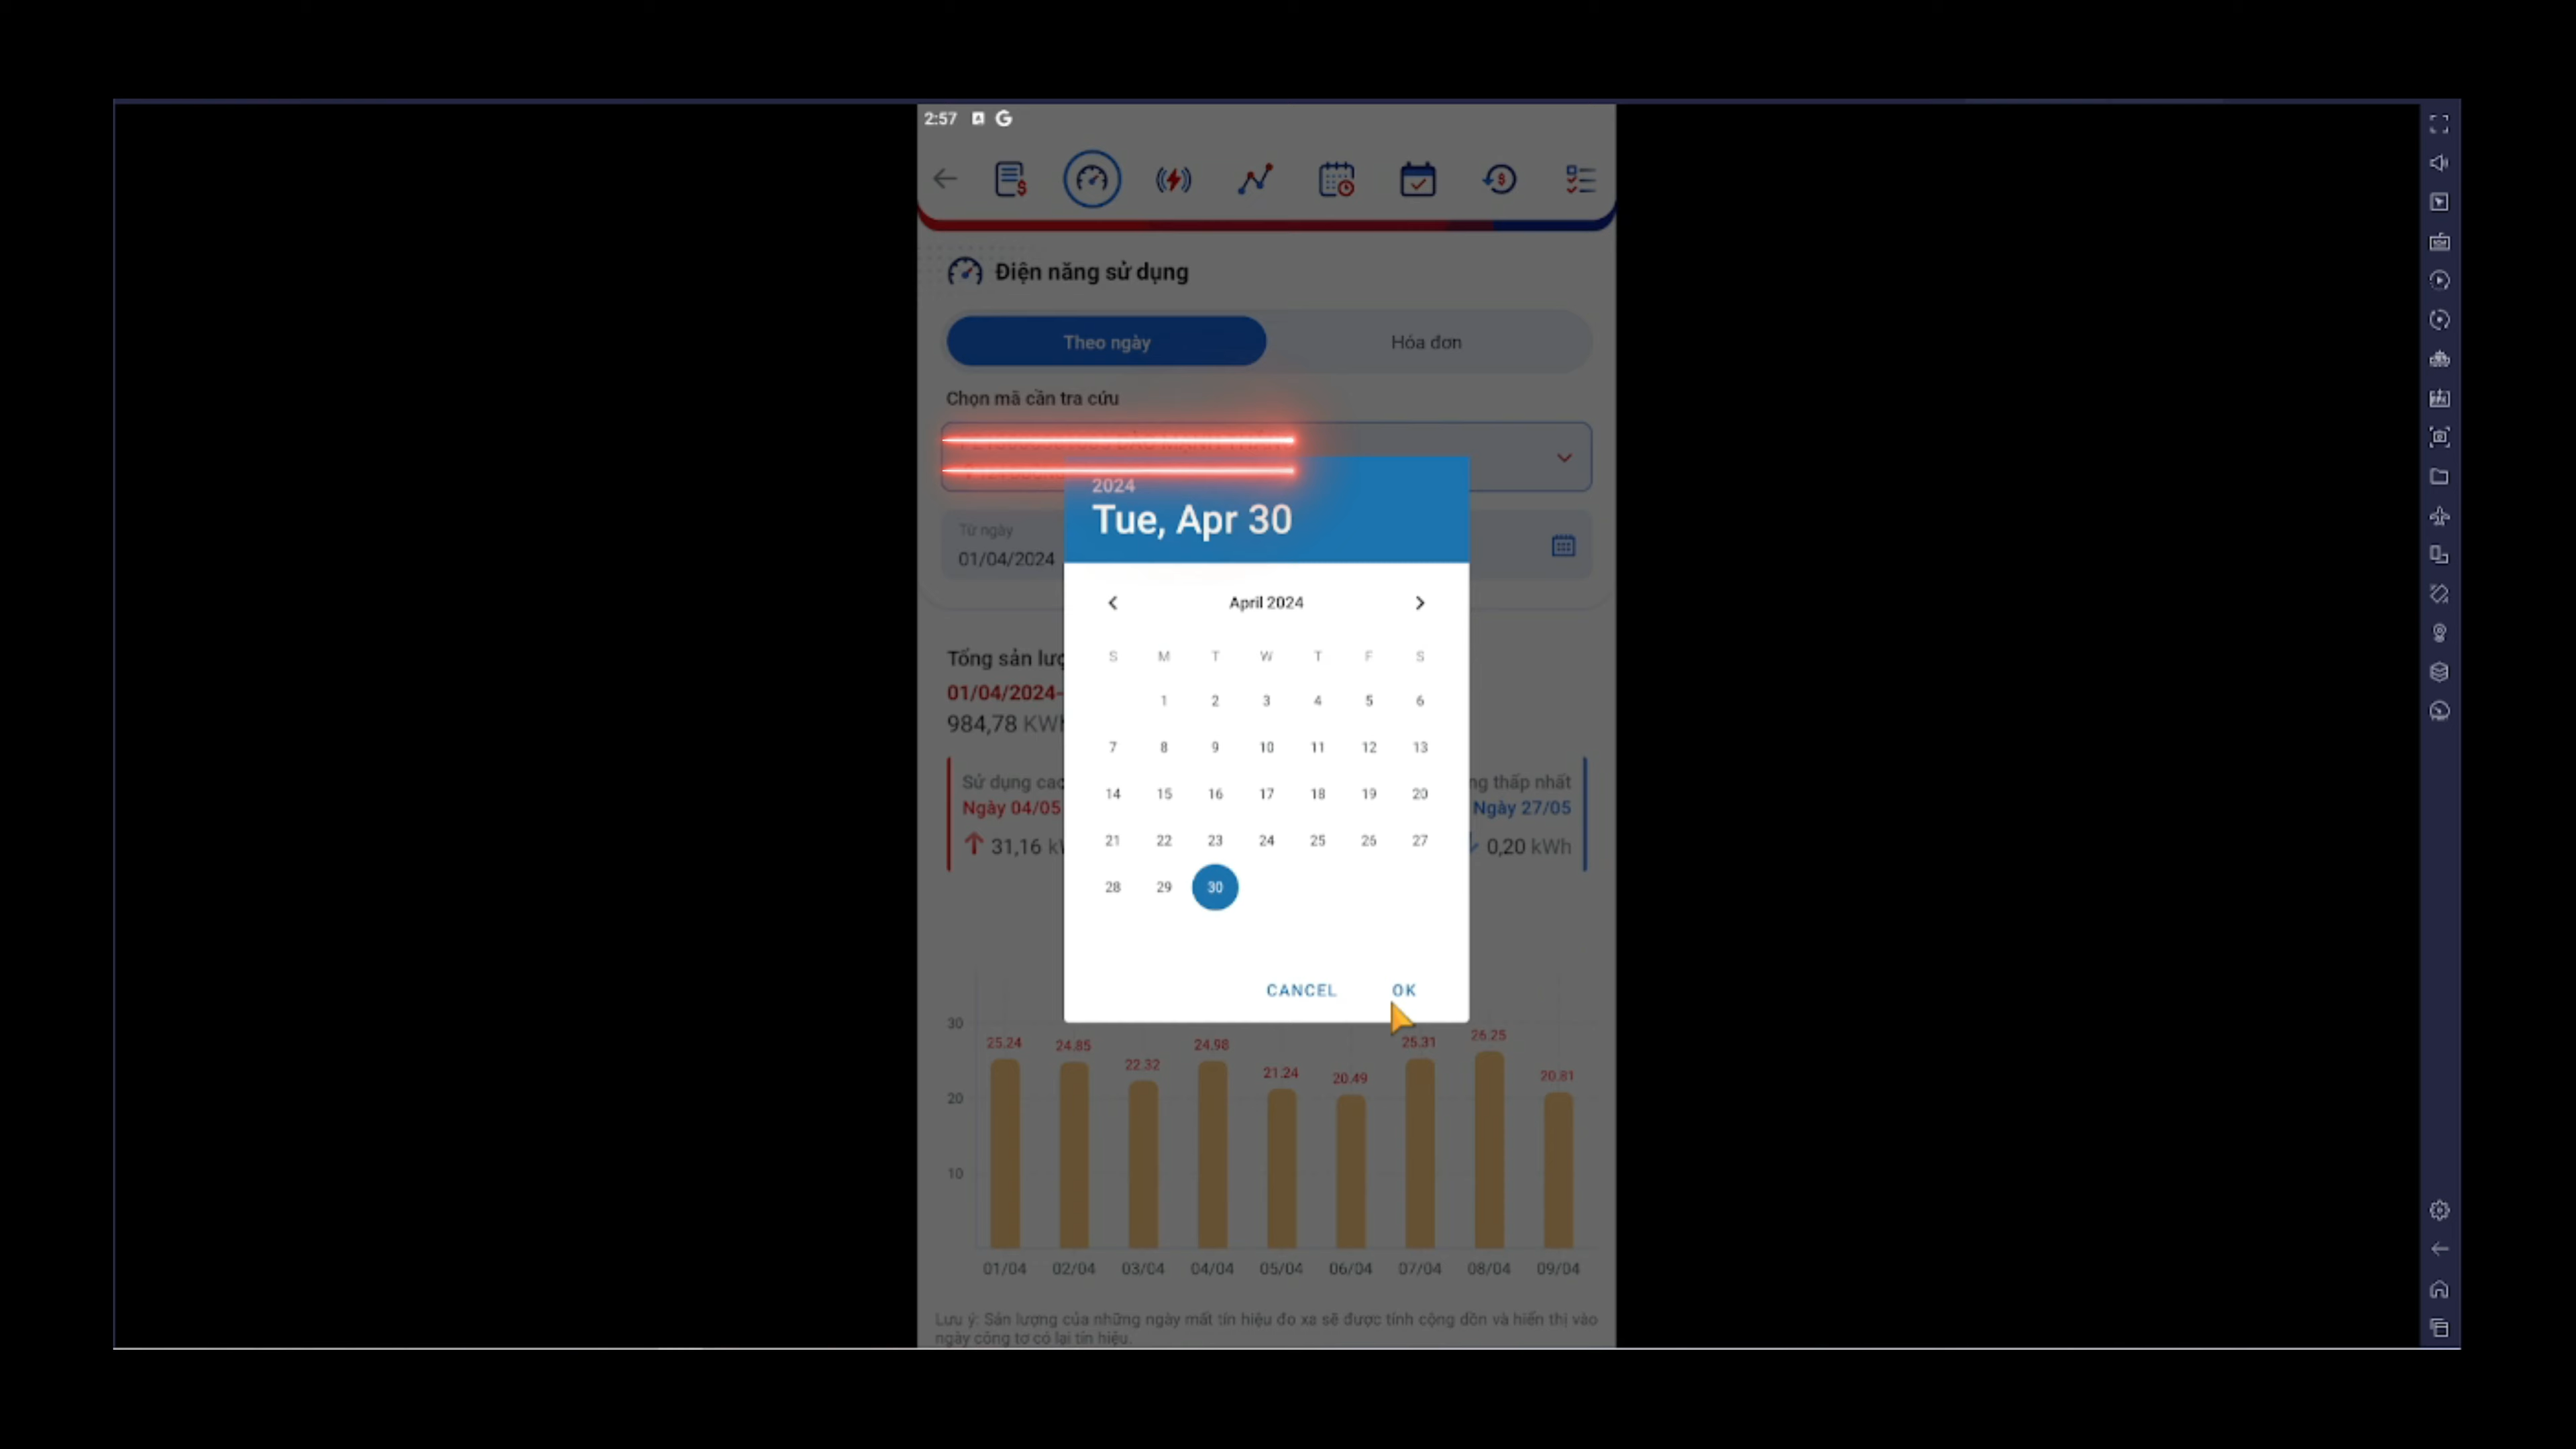 2:57
Điện năng sử dụng
Theo ngày
Hóa đơn
Chọn mã cần tra cứu
2024
Tue, Apr 30
Từ ngày
01/04/2024
April 2024
S M T W T F S
1 2 3 4 5 6
7 8 9 10 11 12 13
14 15 16 17 18 19 20
21 22 23 24 25 26 27
28 29 30
CANCEL OK
Tổng sản
01/04/2024-
984,78
Sử dụng
Ngày 04/05
31,16
thấp nhất
Ngày 27/05
0,20 kWh
30
20
10
25.24 24.85 22.32 24.98 21.24 20.49 25.31 26.25 20.81
01/04 02/04 03/04 04/04 05/04 06/04 07/04 08/04 09/04
Lưu ý: Sản lượng của những ngày mất tín hiệu đo xa sẽ được tính cộng dồn và hiển thị vào
ngày công tơ có lại tín hiệu.